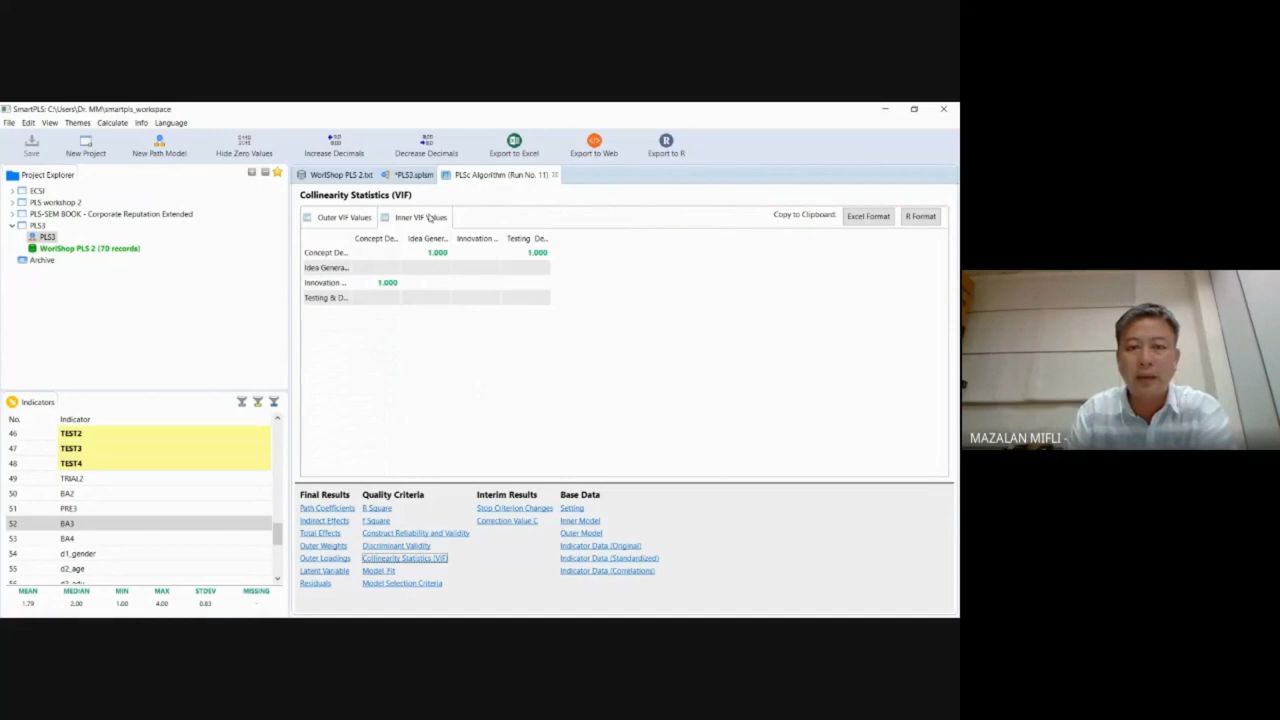 SmartPLS: C:\Users\Dr. MM\smartpls_workspace
File Edit View Themes Calculate Info Language
Save New Project New Path Model Hide Zero Values Increase Decimals Decrease Decimals Export to Excel Export to Web Export to R
Project Explorer
ECSI
PLS workshop 2
PLS-SEM BOOK - Corporate Reputation Extended
PLS3
PLS3
WorlShop PLS 2 [70 records]
Archive
WorlShop PLS 2.txt *PLS3.splsm PLSc Algorithm (Run No. 11)
Collinearity Statistics (VIF)
Outer VIF Values Inner VIF Values Copy to Clipboard: Excel Format R Format
Concept De... Idea Gener... Innovation ... Testing De...
Concept De... 1.000 1.000
Idea Genera...
Innovation ... 1.000
Testing & D...
Indicators
No. Indicator
46 TEST2
47 TEST3
48 TEST4
49 TRIAL2
50 BA2
51 PRE3
52 BA3
53 BA4
54 d1_gender
55 d2_age
MEAN MEDIAN MIN MAX STDEV MISSING
1.79 2.00 1.00 4.00 0.83 -
Final Results Quality Criteria Interim Results Base Data
Path Coefficients R Square Stop Criterion Changes Setting
Indirect Effects f Square Correction Value C Inner Model
Total Effects Construct Reliability and Validity Outer Model
Outer Weights Discriminant Validity Indicator Data (Original)
Outer Loadings Collinearity Statistics (VIF) Indicator Data (Standardized)
Latent Variable Model_Fit Indicator Data (Correlations)
Residuals Model Selection Criteria
MAZALAN MIFLI -